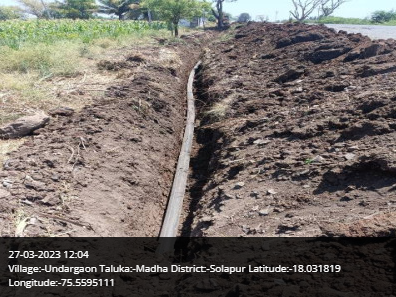 27-03-2023 12:04
Village:-Undargaon Taluka:-Madha District:-Solapur Latitude:-18.031819
Longitude:-75.5595111